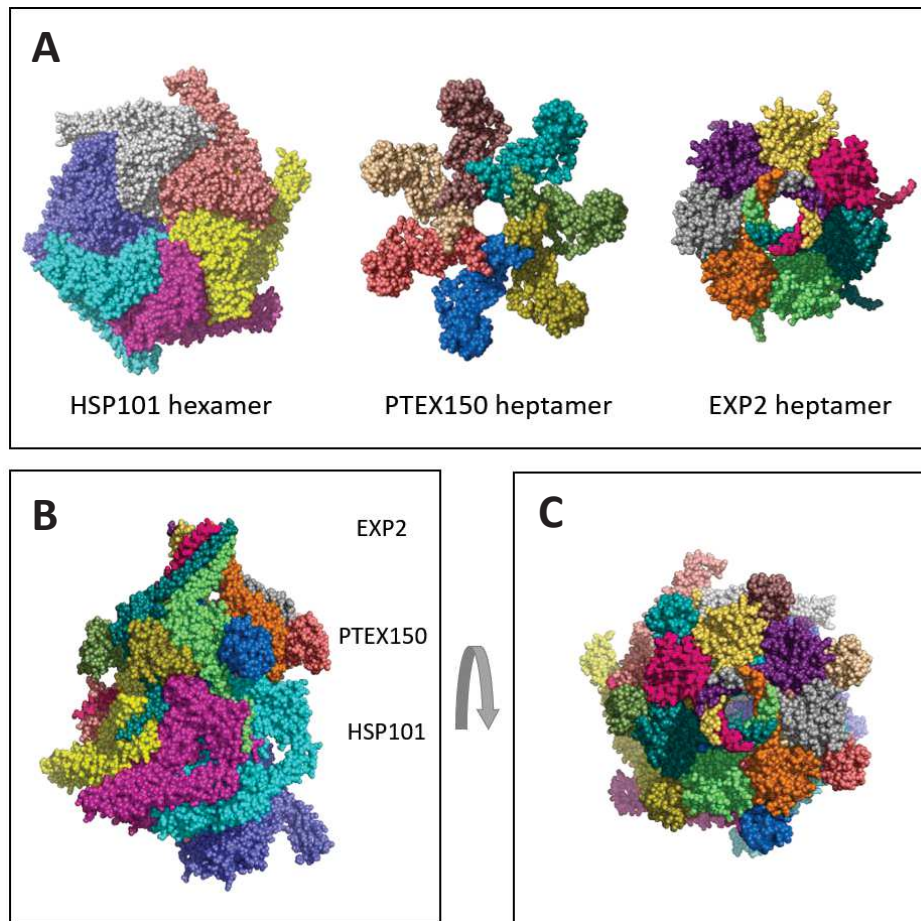 A
HSP101 hexamer
PTEX150 heptamer
EXP2 heptamer
B
EXP2
PTEX150
HSP101
C